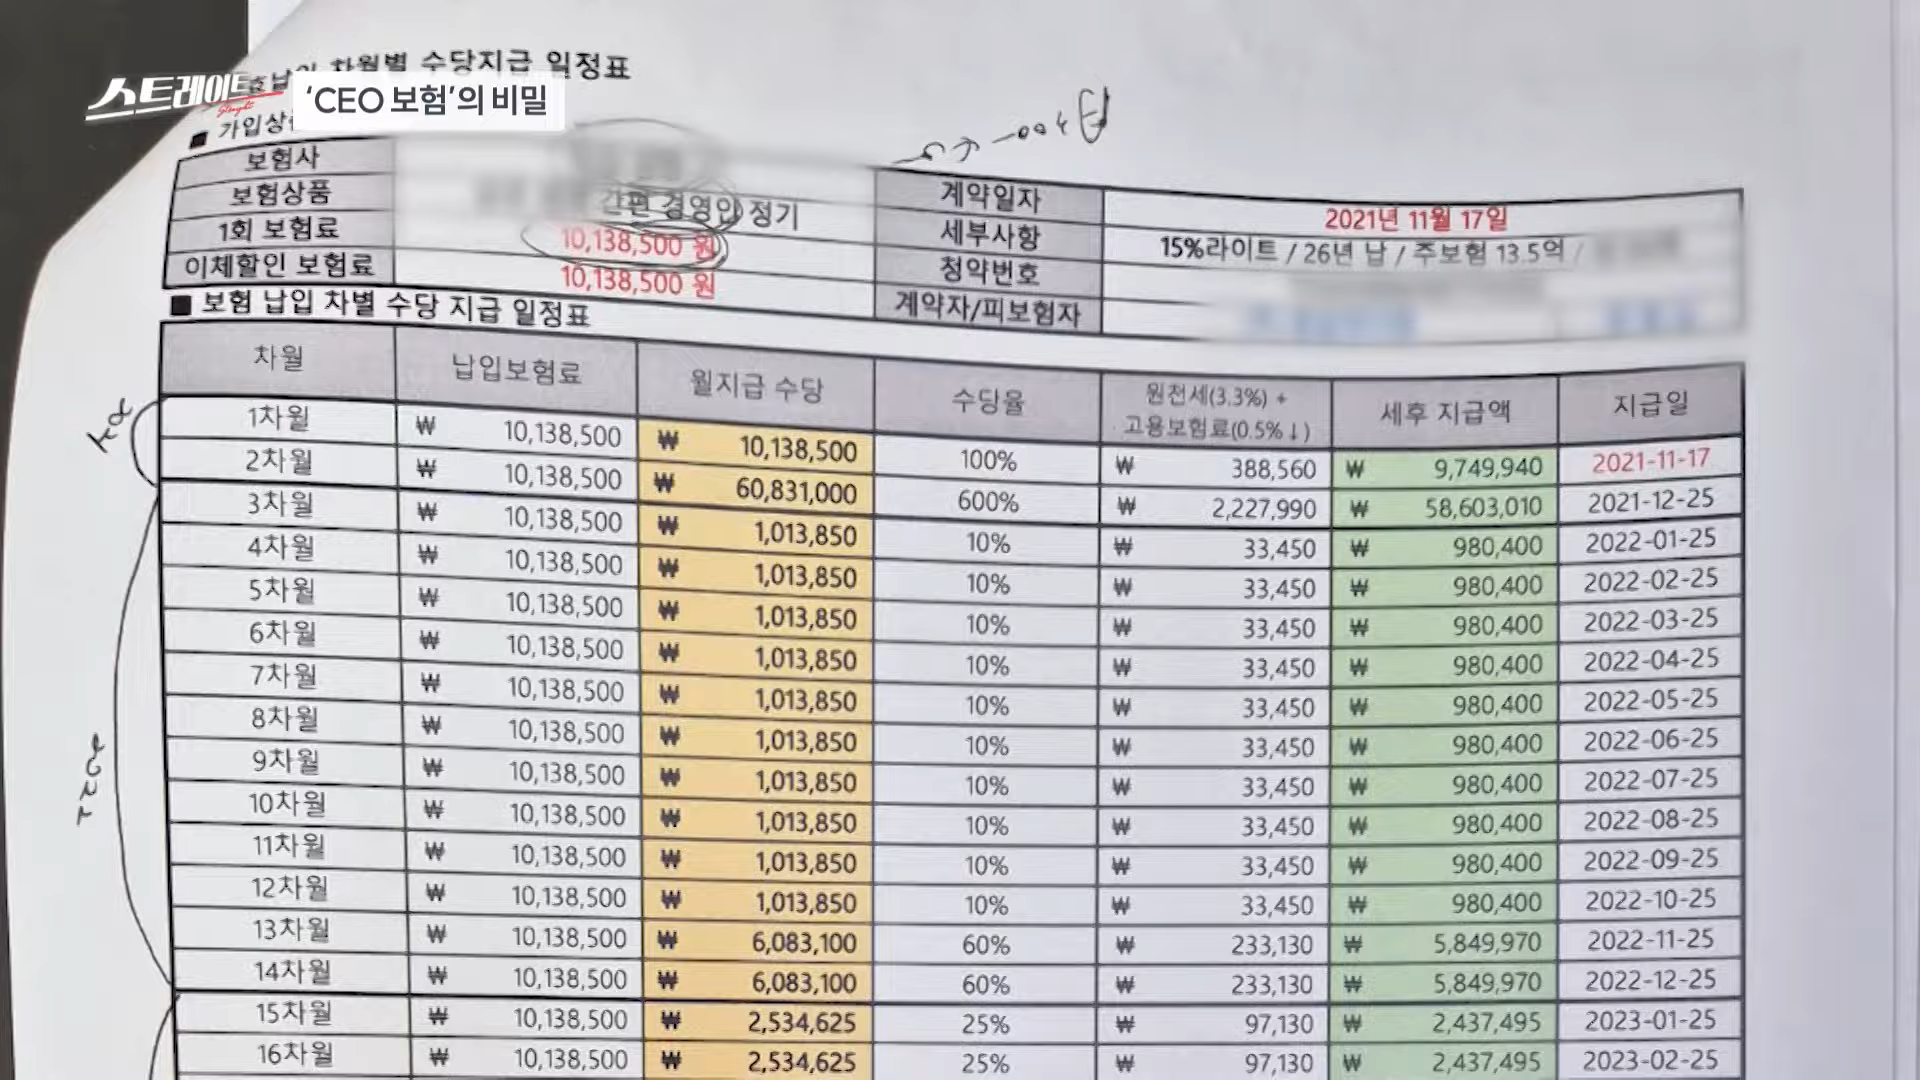 차월별 수당지급 일정표
스트레이트
Straight
‘CEO 보험’의 비밀
■ 가입상
보험사
보험상품 간편 경영인 정기
1회 보험료 10,138,500 원
이체할인 보험료 10,138,500 원
계약일자 2021년 11월 17일
세부사항 15%라이트 / 26년 납 / 주보험 13.5억 /
청약번호
계약자/피보험자
■ 보험 납입 차별 수당 지급 일정표
차월 납입보험료 월지급 수당 수당율 원천세(3.3%) + 고용보험료(0.5%↓) 세후 지급액 지급일
1차월 ₩ 10,138,500 ₩ 10,138,500 100% ₩ 388,560 ₩ 9,749,940 2021-11-17
2차월 ₩ 10,138,500 ₩ 60,831,000 600% ₩ 2,227,990 ₩ 58,603,010 2021-12-25
3차월 ₩ 10,138,500 ₩ 1,013,850 10% ₩ 33,450 ₩ 980,400 2022-01-25
4차월 ₩ 10,138,500 ₩ 1,013,850 10% ₩ 33,450 ₩ 980,400 2022-02-25
5차월 ₩ 10,138,500 ₩ 1,013,850 10% ₩ 33,450 ₩ 980,400 2022-03-25
6차월 ₩ 10,138,500 ₩ 1,013,850 10% ₩ 33,450 ₩ 980,400 2022-04-25
7차월 ₩ 10,138,500 ₩ 1,013,850 10% ₩ 33,450 ₩ 980,400 2022-05-25
8차월 ₩ 10,138,500 ₩ 1,013,850 10% ₩ 33,450 ₩ 980,400 2022-06-25
9차월 ₩ 10,138,500 ₩ 1,013,850 10% ₩ 33,450 ₩ 980,400 2022-07-25
10차월 ₩ 10,138,500 ₩ 1,013,850 10% ₩ 33,450 ₩ 980,400 2022-08-25
11차월 ₩ 10,138,500 ₩ 1,013,850 10% ₩ 33,450 ₩ 980,400 2022-09-25
12차월 ₩ 10,138,500 ₩ 1,013,850 10% ₩ 33,450 ₩ 980,400 2022-10-25
13차월 ₩ 10,138,500 ₩ 6,083,100 60% ₩ 233,130 ₩ 5,849,970 2022-11-25
14차월 ₩ 10,138,500 ₩ 6,083,100 60% ₩ 233,130 ₩ 5,849,970 2022-12-25
15차월 ₩ 10,138,500 ₩ 2,534,625 25% ₩ 97,130 ₩ 2,437,495 2023-01-25
16차월 ₩ 10,138,500 ₩ 2,534,625 25% ₩ 97,130 ₩ 2,437,495 2023-02-25